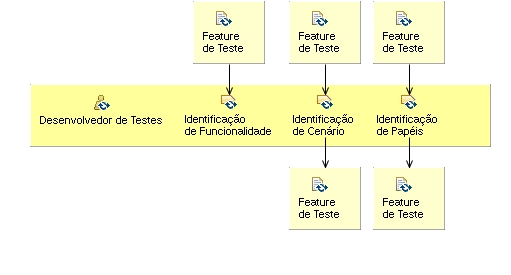 Feature
de Teste
Feature
de Teste
Feature
de Teste
Desenvolvedor de Testes
Identificação
de Funcionalidade
Identificação
de Cenário
Identificação
de Papéis
Feature
de Teste
Feature
de Teste